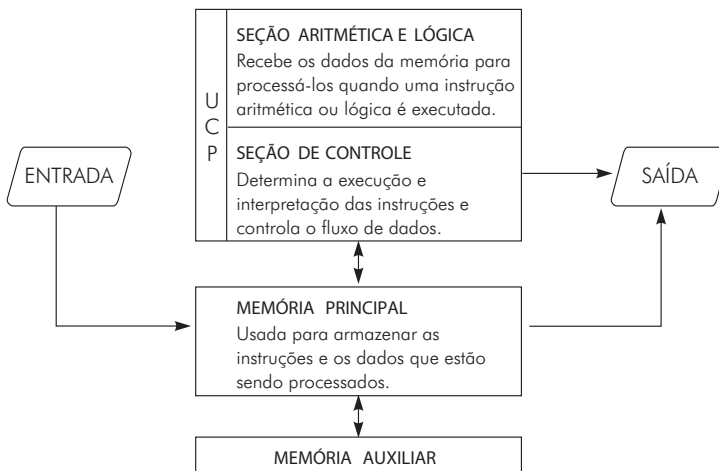 SEÇÃO ARITMÉTICA E LÓGICA
Recebe os dados da memória para
processá-los quando uma instrução
aritmética ou lógica é executada.
U
C
P
SEÇÃO DE CONTROLE
Determina a execução e
interpretação das instruções e
controla o fluxo de dados.
ENTRADA
SAÍDA
MEMÓRIA PRINCIPAL
Usada para armazenar as
instruções e os dados que estão
sendo processados.
MEMÓRIA AUXILIAR